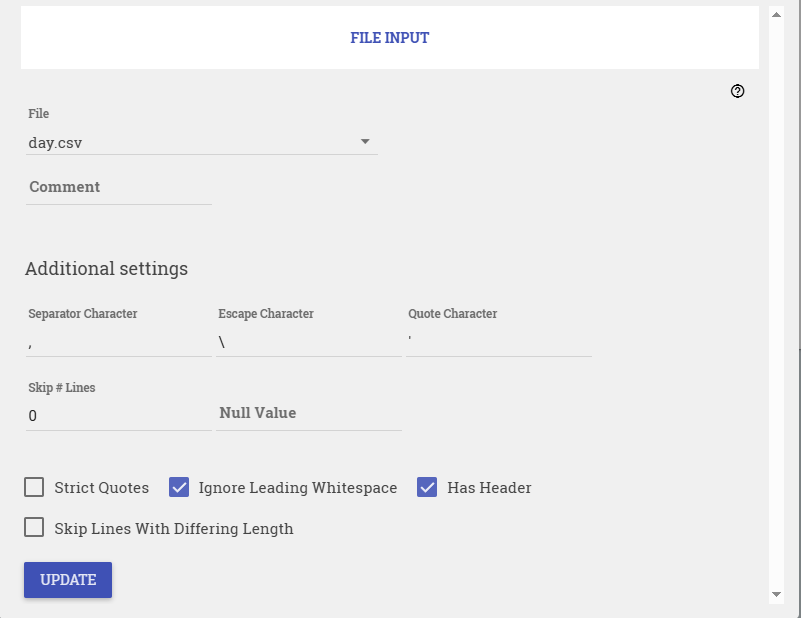 FILE INPUT
File
day.csv
Comment
Additional settings
Separator Character Escape Character Quote Character
, \ '
Skip # Lines
0 Null Value
Strict Quotes Ignore Leading Whitespace Has Header
Skip Lines With Differing Length
UPDATE